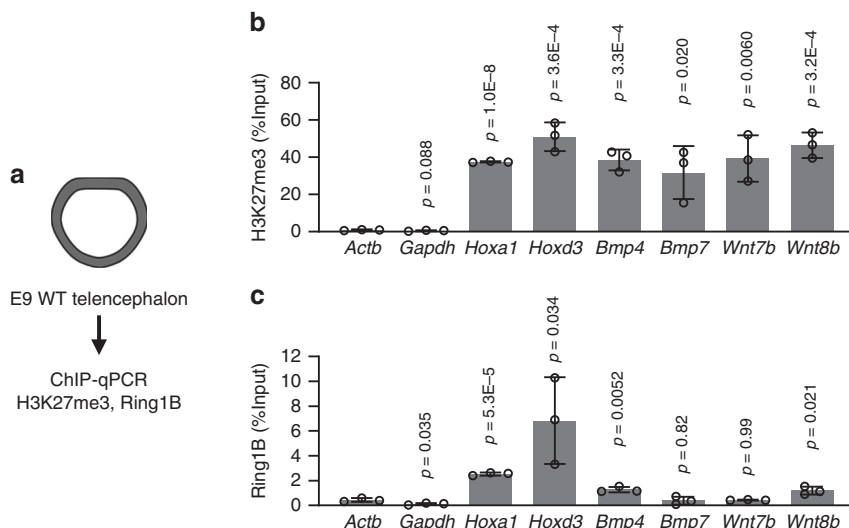 a
E9 WT telencephalon
ChIP-qPCR
H3K27me3, Ring1B
b
H3K27me3 (%Input)
80
60
40
20
0
p = 0.088
p = 1.0E–8
p = 3.6E–4
p = 3.3E–4
p = 0.020
p = 0.0060
p = 3.2E–4
Actb Gapdh Hoxa1 Hoxd3 Bmp4 Bmp7 Wnt7b Wnt8b
c
Ring1B (%Input)
12
10
8
6
4
2
0
p = 0.035
p = 5.3E–5
p = 0.034
p = 0.0052
p = 0.82
p = 0.99
p = 0.021
Actb Gapdh Hoxa1 Hoxd3 Bmp4 Bmp7 Wnt7b Wnt8b